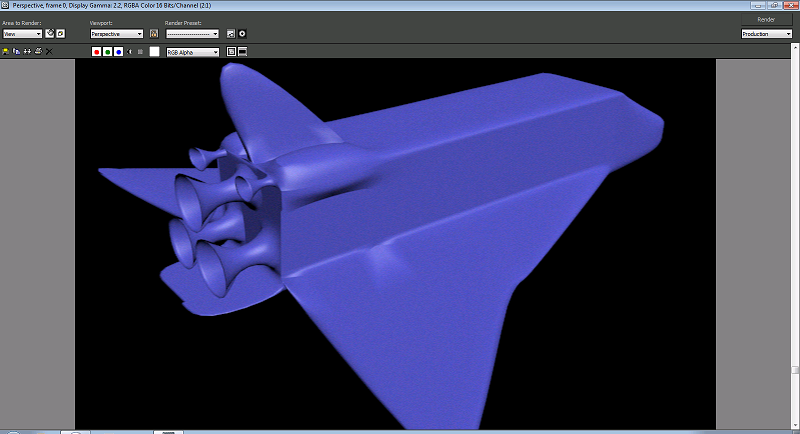 Perspective, frame 0, Display Gamma: 2.2, RGBA Color 16 Bits/Channel (2:1)
Area to Render: Viewport: Render Preset: Render
View Perspective Production
RGB Alpha